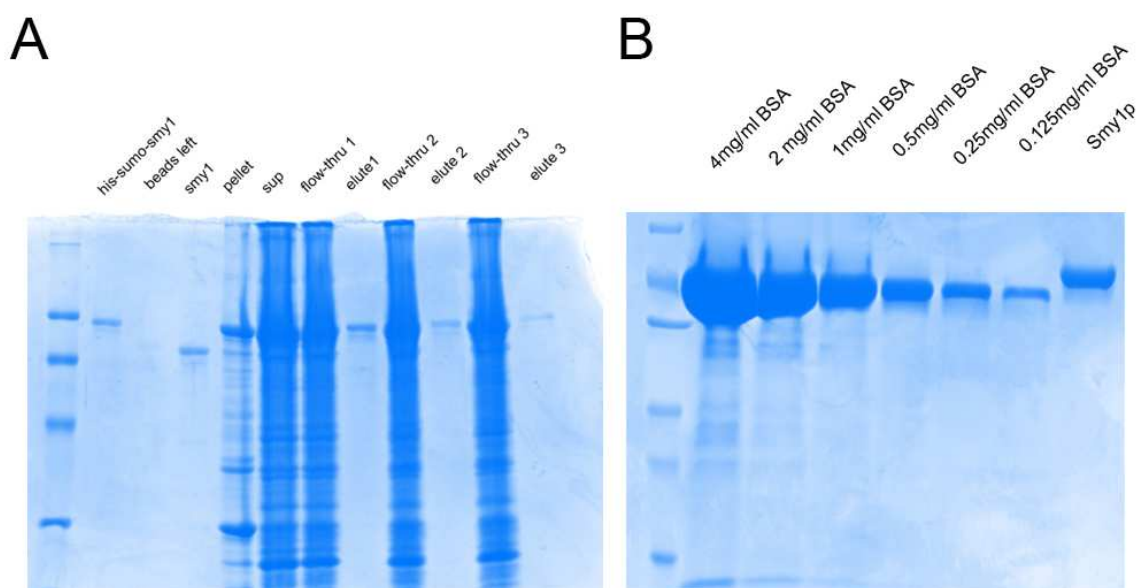 A
his-sumo-smy1
beads left
smy1
pellet
sup
flow-thru 1
elute1
flow-thru 2
elute 2
flow-thru 3
elute 3
B
4mg/ml BSA
2 mg/ml BSA
1mg/ml BSA
0.5mg/ml BSA
0.25mg/ml BSA
0.125mg/ml BSA
Smy1p